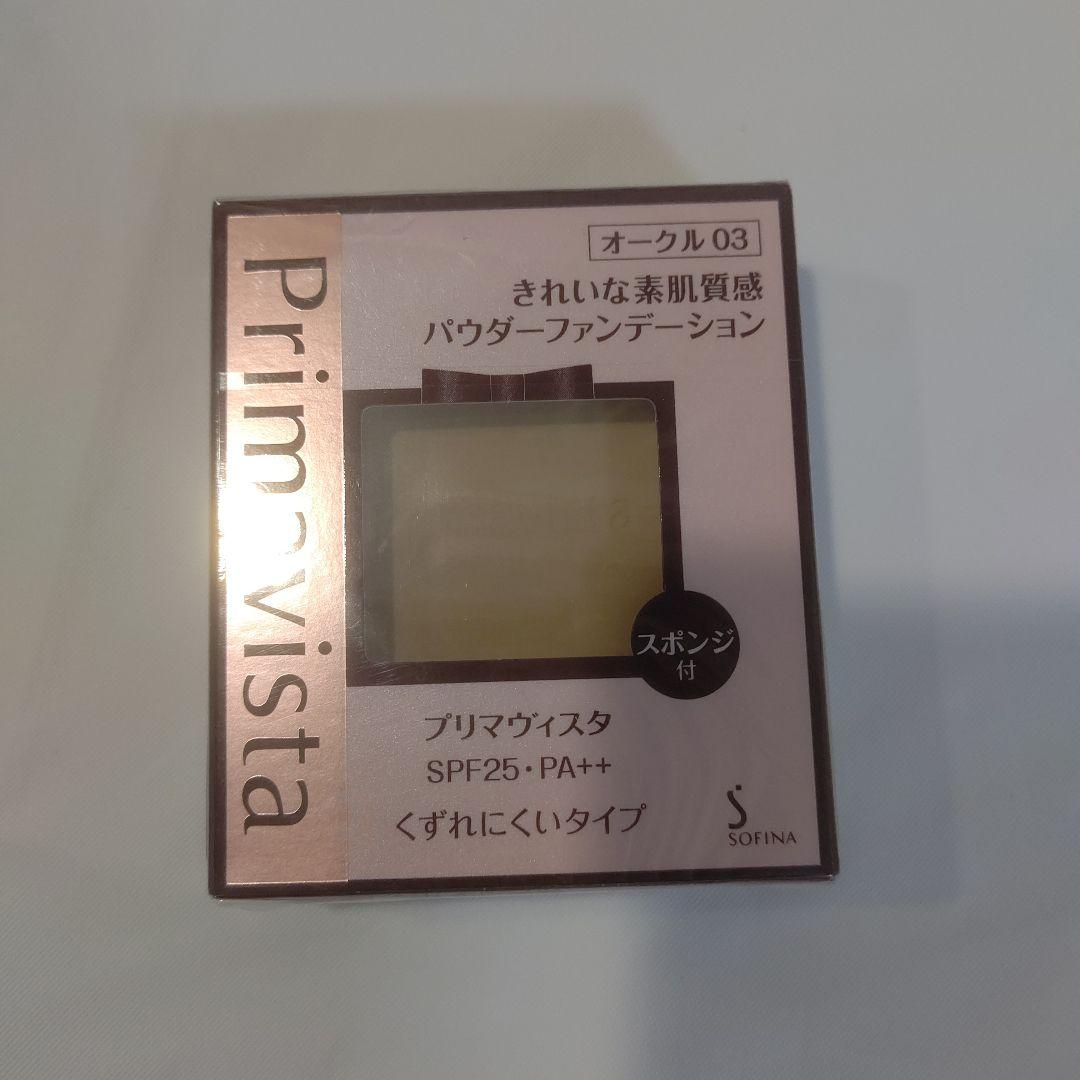 Primavista
オークル 03
きれいな素肌質感
パウダーファンデーション
スポンジ
付
プリマヴィスタ
SPF25・PA++
くずれにくいタイプ
SOFINA